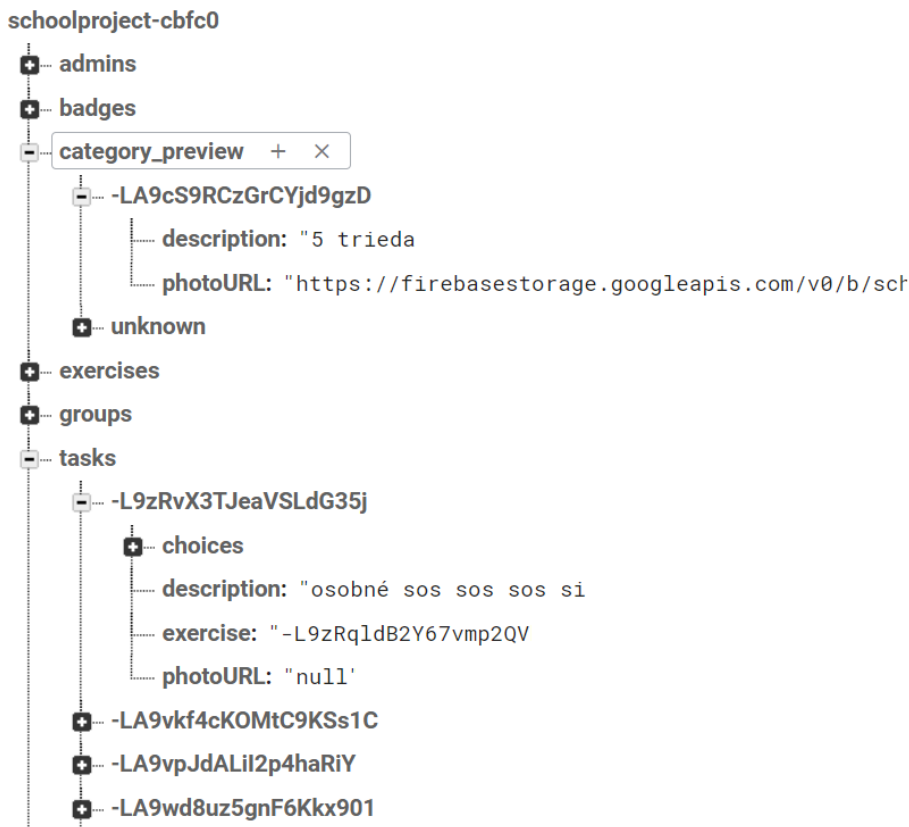 schoolproject-cbfc0
admins
badges
category_preview + ×
-LA9cS9RCzGrCYjd9gzD
description: "5 trieda
photoURL: "https://firebasestorage.googleapis.com/v0/b/sch
unknown
exercises
groups
tasks
-L9zRvX3TJeaVSLdG35j
choices
description: "osobné sos sos sos si
exercise: "-L9zRqldB2Y67vmp2QV
photoURL: "null'
-LA9vkf4cKOMtC9KSs1C
-LA9vpJdALiI2p4haRiY
-LA9wd8uz5gnF6Kkx901